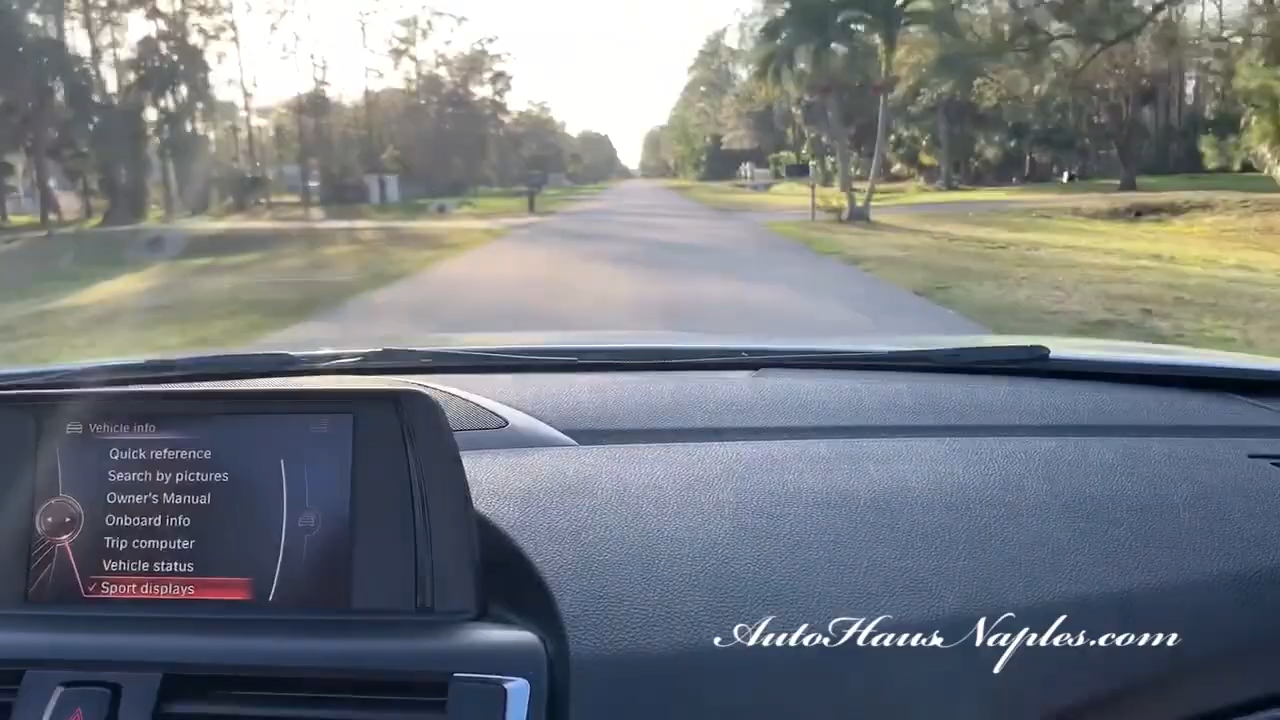 Vehicle info
Quick reference
Search by pictures
Owner's Manual
Onboard info
Trip computer
Vehicle status
✓ Sport displays
AutoHausNaples.com